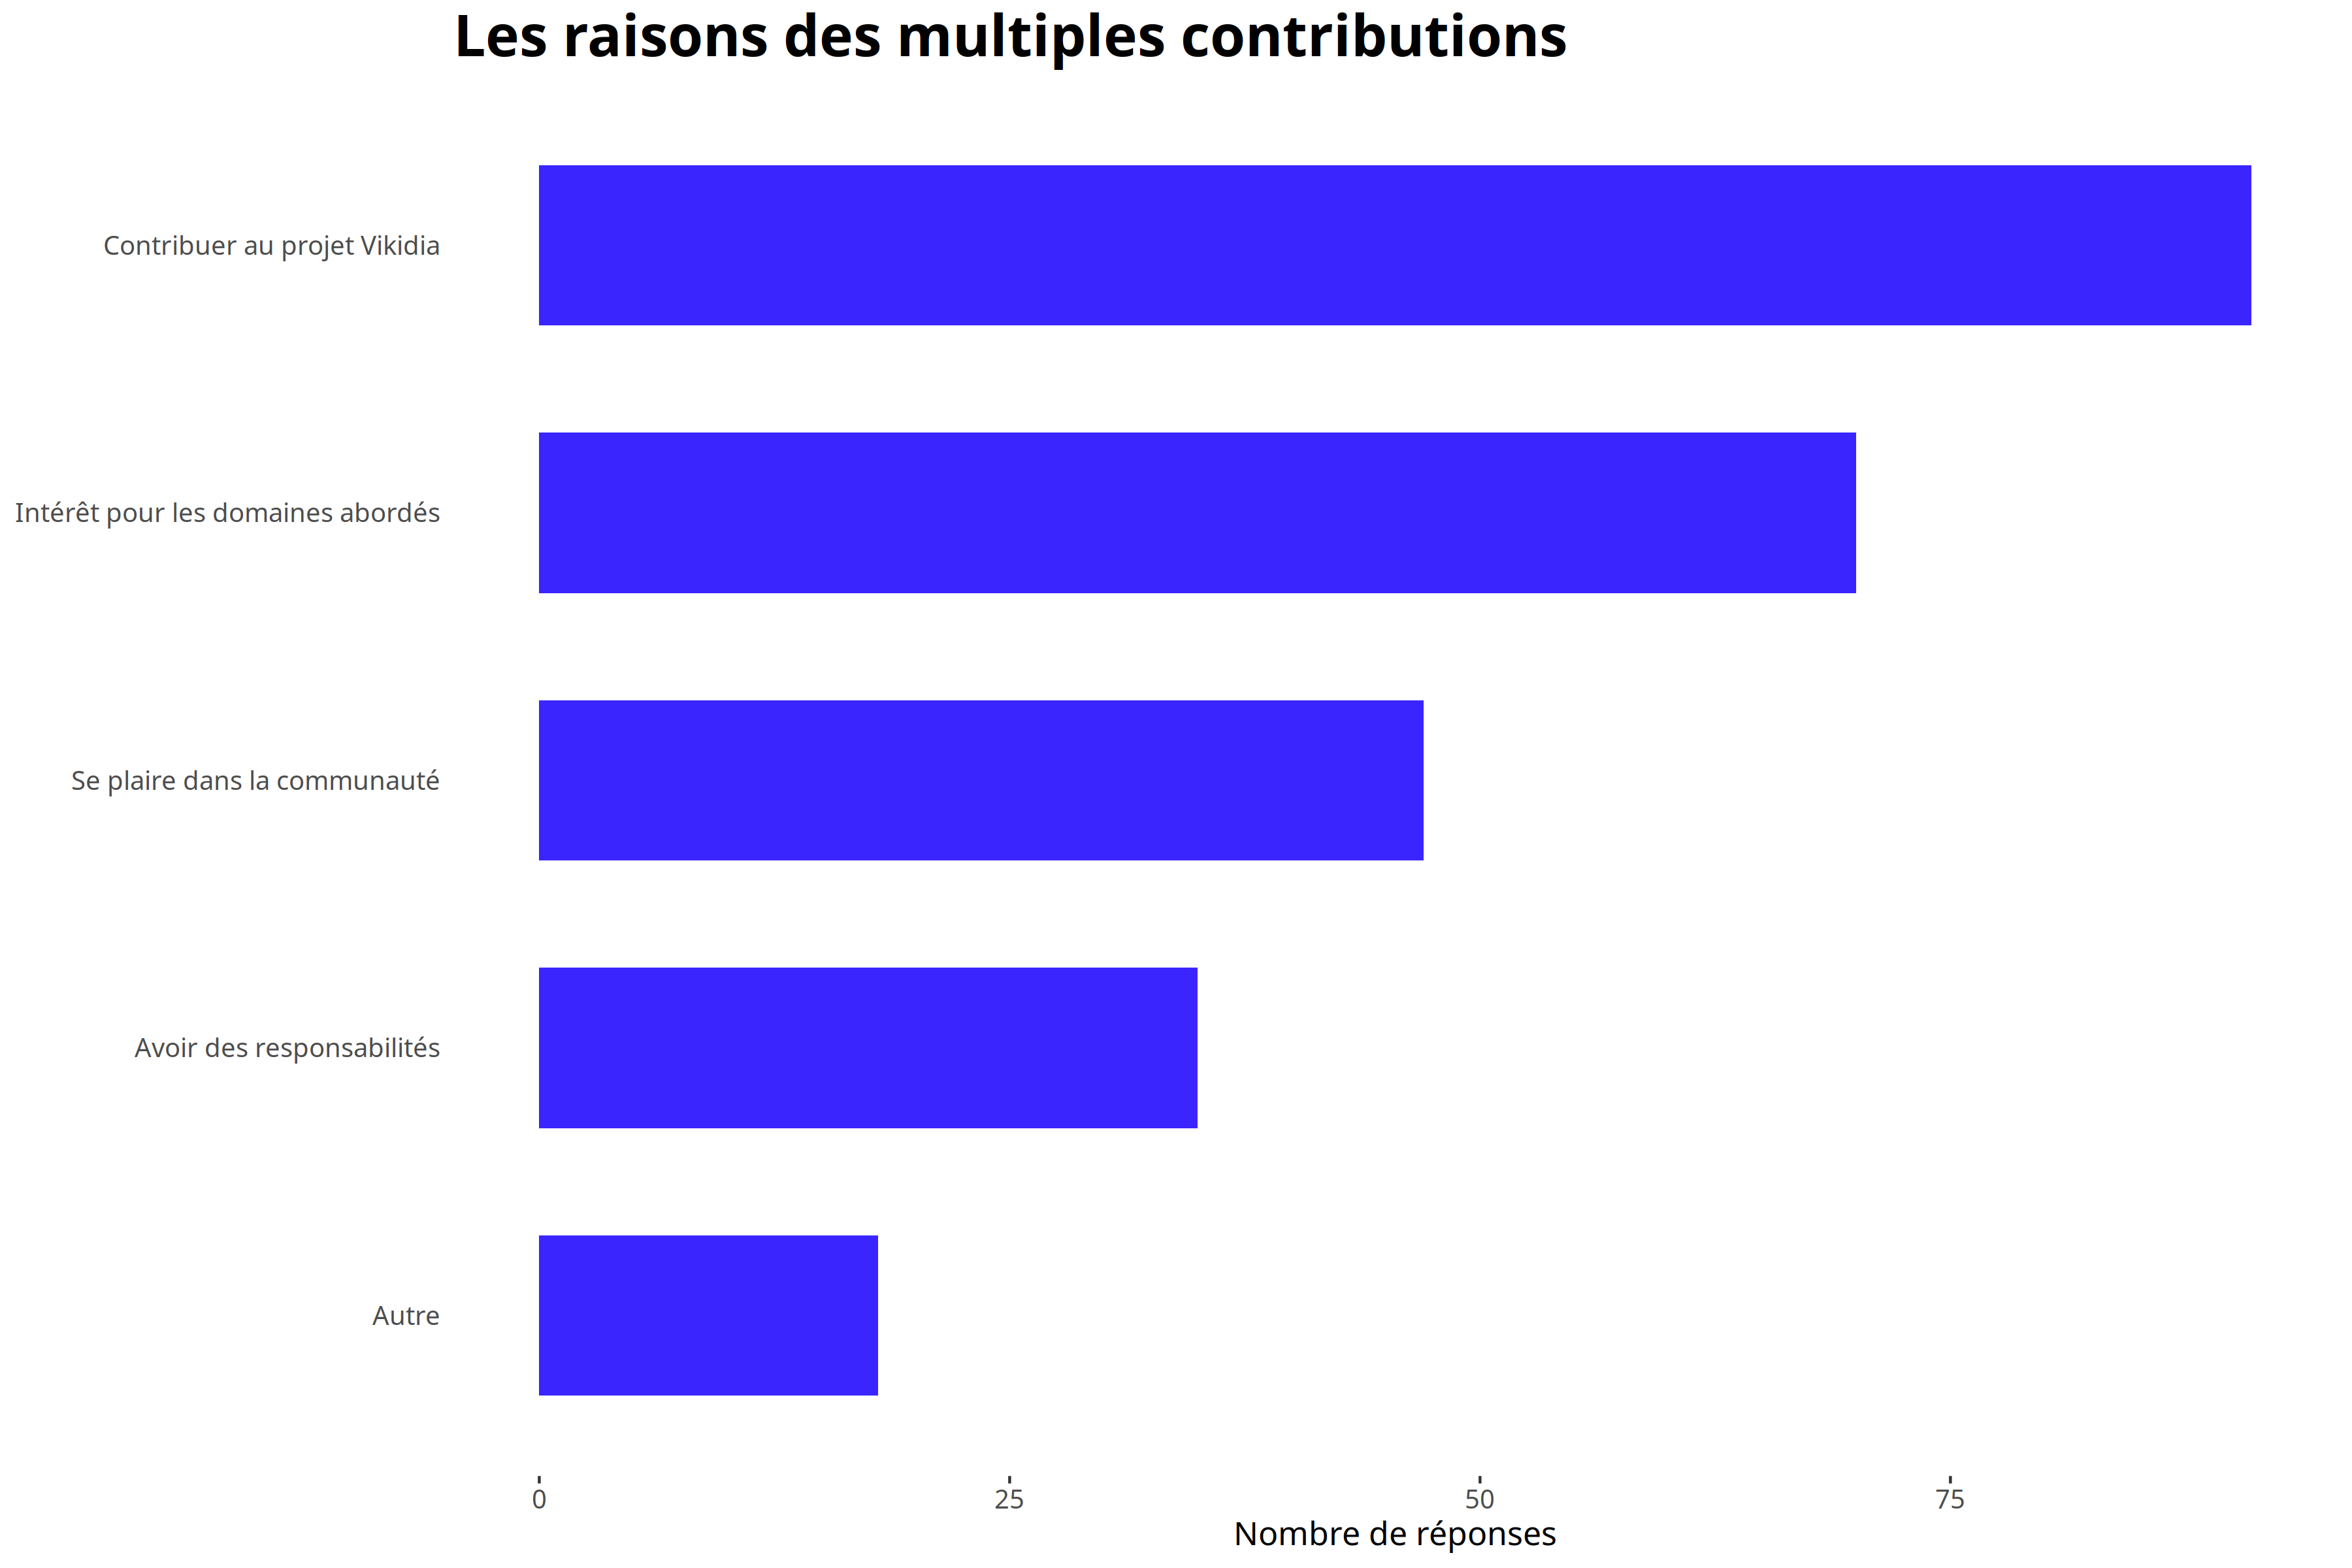 Les raisons des multiples contributions
Contribuer au projet Vikidia
Intérêt pour les domaines abordés
Se plaire dans la communauté
Avoir des responsabilités
Autre
0 25 50 75
Nombre de réponses